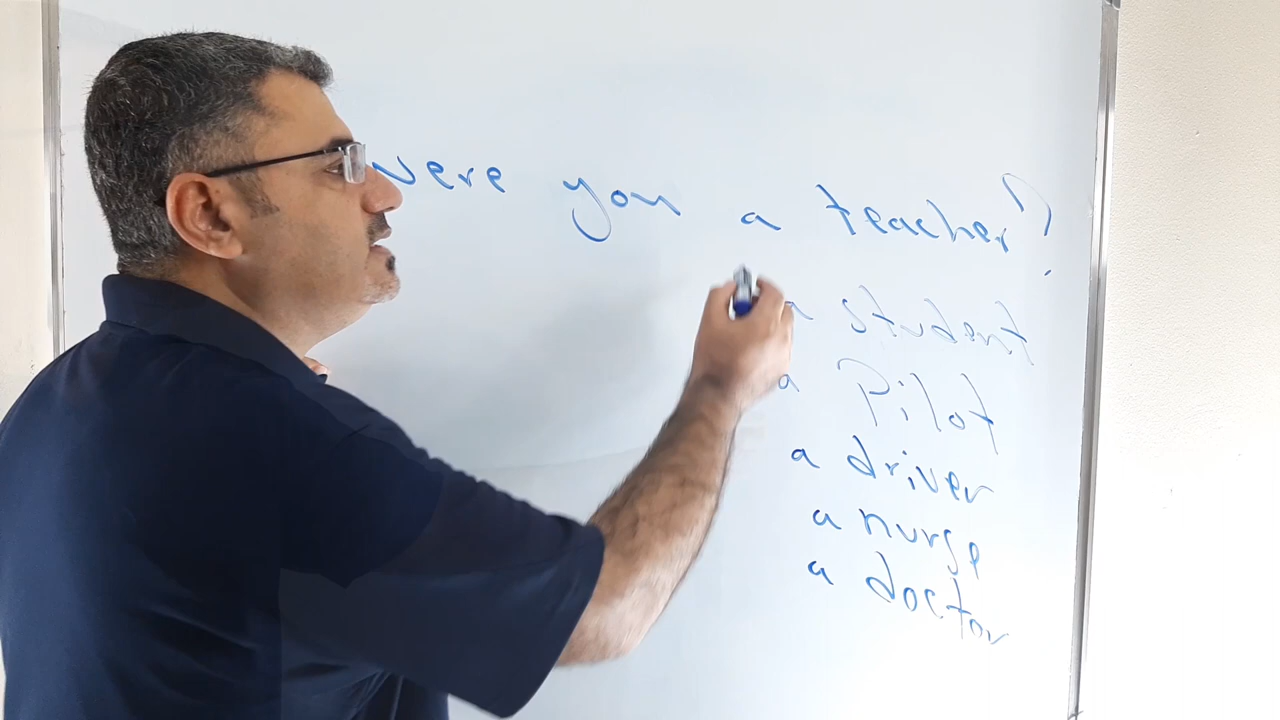 were you a teacher?
a student
a Pilot
a driver
a nurse
a doctor